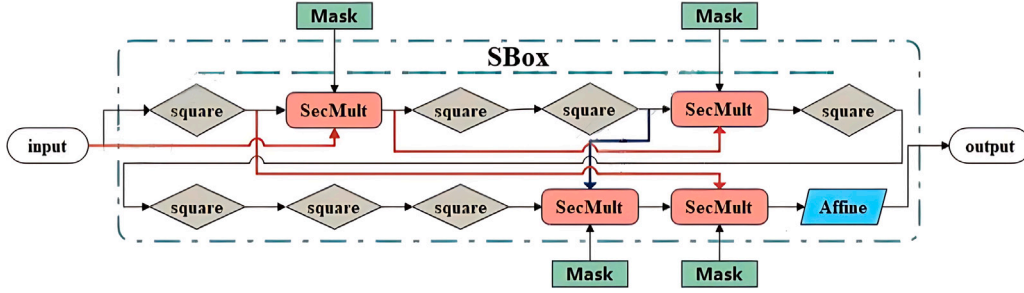 Mask
Mask
SBox
square
SecMult
square
square
SecMult
square
input
output
square
square
square
SecMult
SecMult
Affine
Mask
Mask